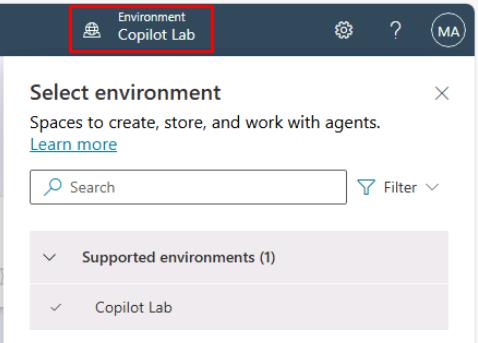 Environment
Copilot Lab
?
MA
Select environment
Spaces to create, store, and work with agents.
Learn more
Search
Filter
Supported environments (1)
Copilot Lab